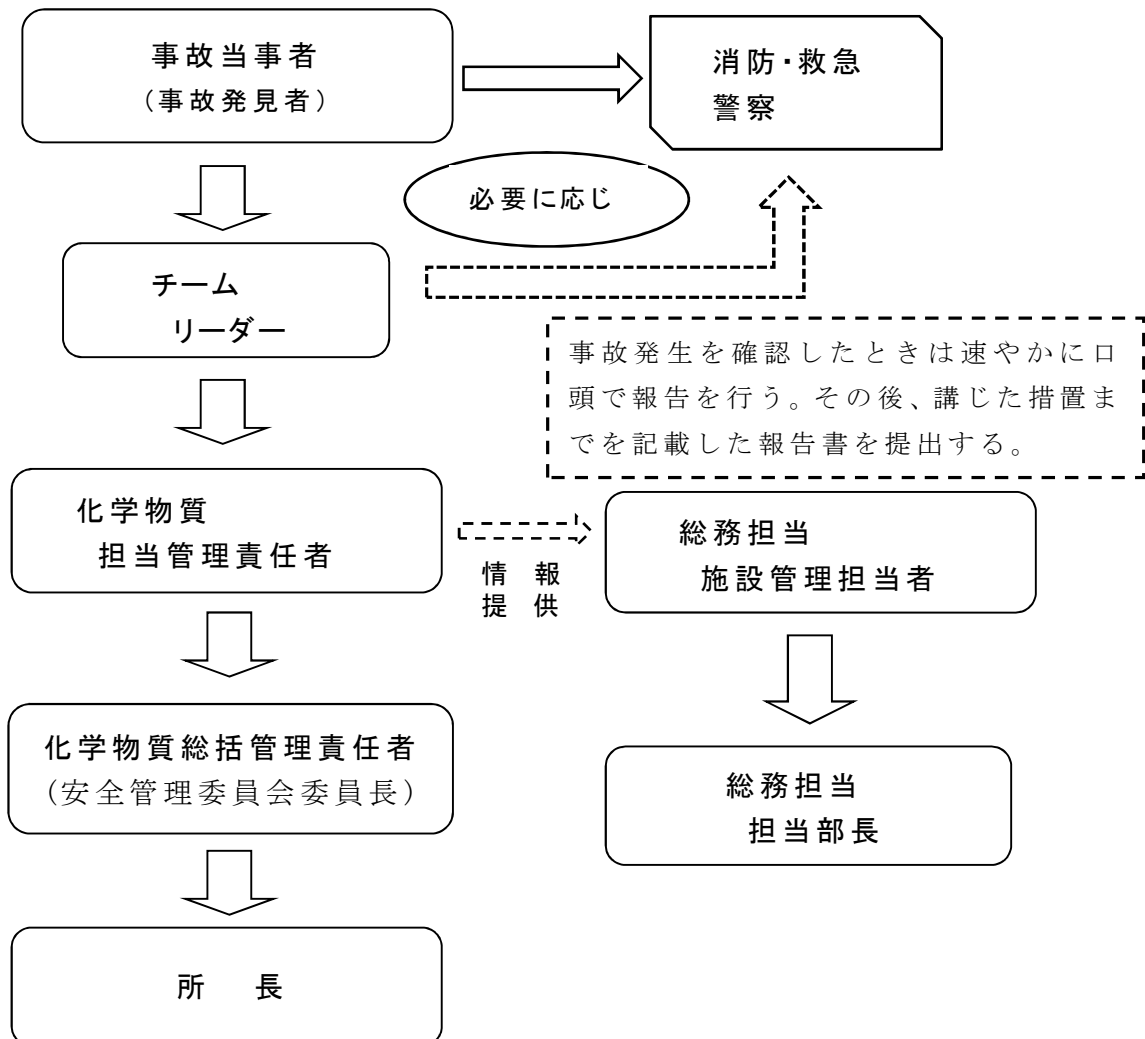 事故当事者
（事故発見者）
消防・救急
警察
必要に応じ
チーム
リーダー
事故発生を確認したときは速やかに口
頭で報告を行う。その後、講じた措置ま
でを記載した報告書を提出する。
化学物質
担当管理責任者
情報
提供
総務担当
施設管理担当者
化学物質総括管理責任者
（安全管理委員会委員長）
総務担当
担当部長
所長